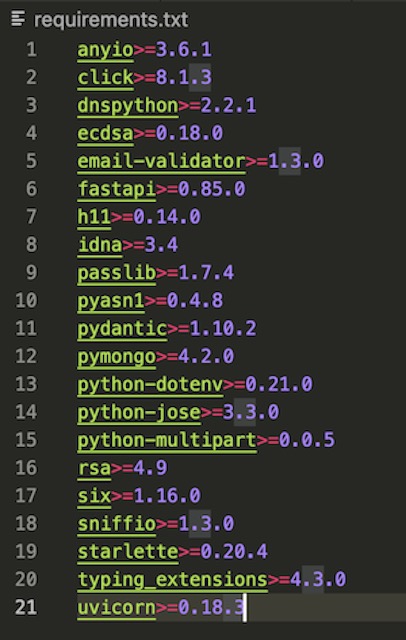 requirements.txt
1 anyio>=3.6.1
2 click>=8.1.3
3 dnspython>=2.2.1
4 ecdsa>=0.18.0
5 email-validator>=1.3.0
6 fastapi>=0.85.0
7 h11>=0.14.0
8 idna>=3.4
9 passlib>=1.7.4
10 pyasn1>=0.4.8
11 pydantic>=1.10.2
12 pymongo>=4.2.0
13 python-dotenv>=0.21.0
14 python-jose>=3.3.0
15 python-multipart>=0.0.5
16 rsa>=4.9
17 six>=1.16.0
18 sniffio>=1.3.0
19 starlette>=0.20.4
20 typing_extensions>=4.3.0
21 uvicorn>=0.18.3